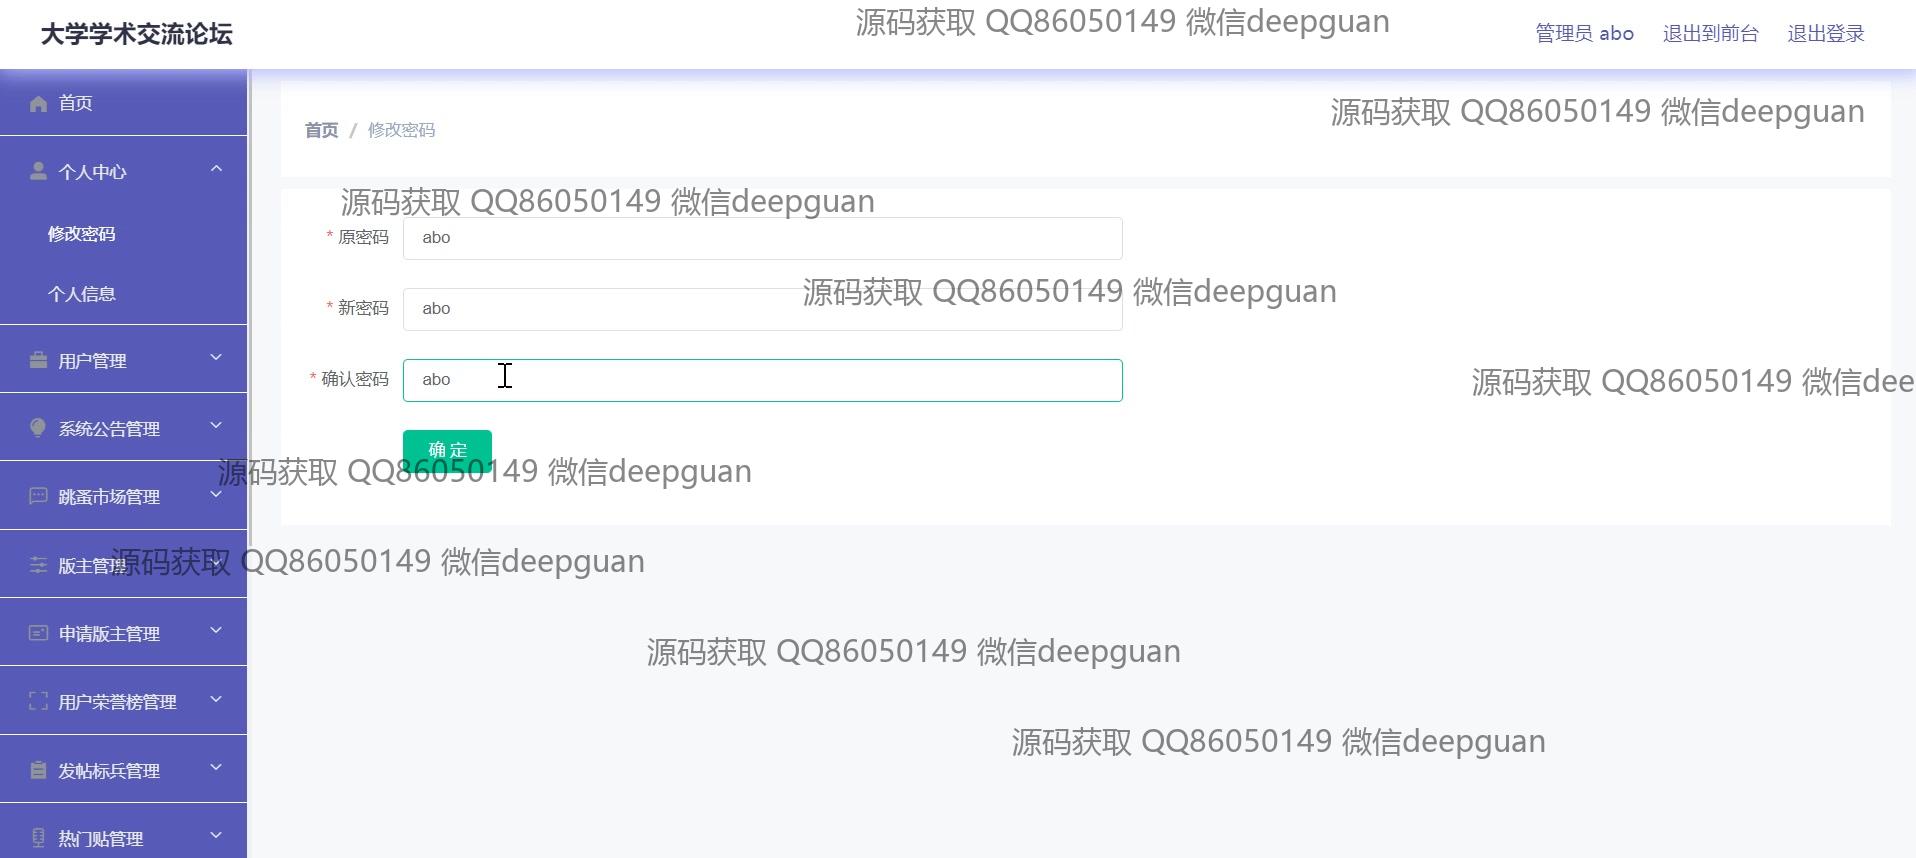 大学学术交流论坛
源码获取 QQ86050149 微信deepguan
管理员 abo 退出到前台 退出登录
首页
源码获取 QQ86050149 微信deepguan
首页 / 修改密码
个人中心
源码获取 QQ86050149 微信deepguan
修改密码
* 原密码 abo
个人信息
源码获取 QQ86050149 微信deepguan
* 新密码 abo
用户管理
* 确认密码 abo
源码获取 QQ86050149 微信dee
系统公告管理
确定
源码获取 QQ86050149 微信deepguan
跳蚤市场管理
版主管理
源码获取 QQ86050149 微信deepguan
申请版主管理
源码获取 QQ86050149 微信deepguan
用户荣誉榜管理
源码获取 QQ86050149 微信deepguan
发帖标兵管理
热门贴管理